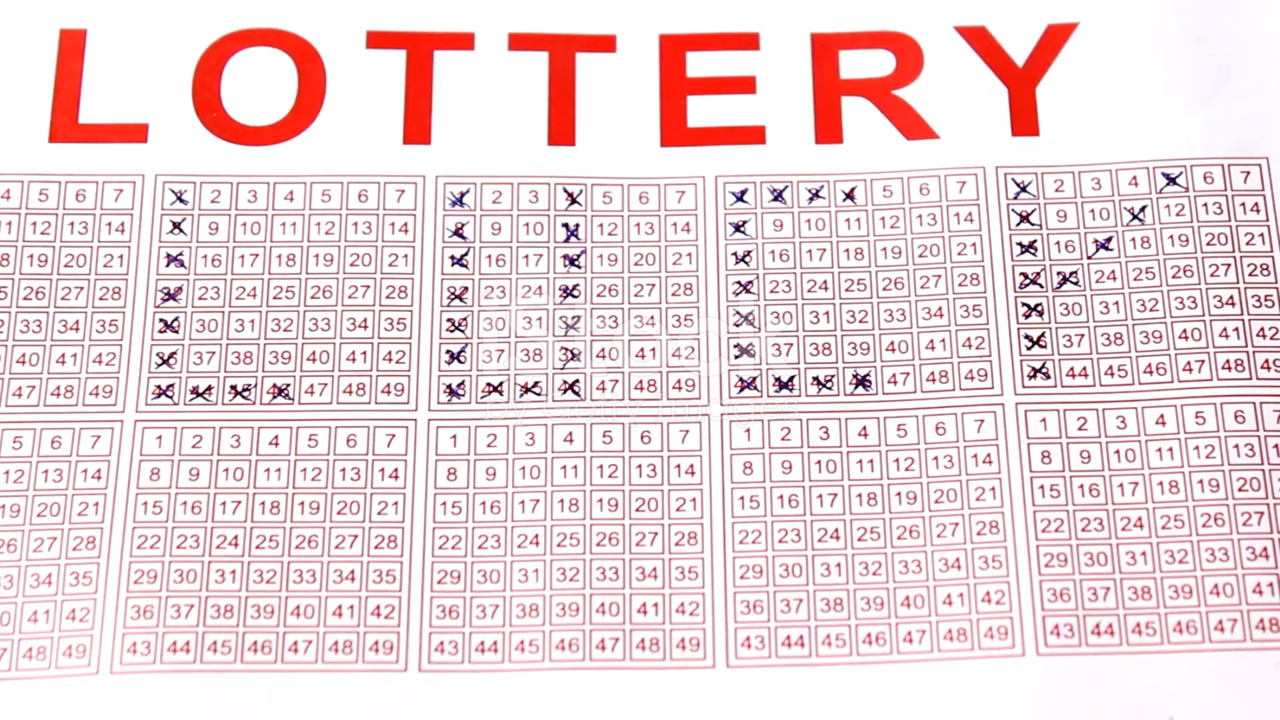 LOTTERY
4 5 6 7
12 13 14
19 20 21
26 27 28
33 34 35
40 41 42
47 48 49
2 3 4 5 6 7
9 10 11 12 13 14
16 17 18 19 20 21
23 24 25 26 27 28
30 31 32 33 34 35
37 38 39 40 41 42
47 48 49
2 3 5 6 7
9 10 12 13 14
16 17 19 20 21
23 24 26 27 28
30 31 33 34 35
37 38 40 41 42
47 48 49
5 6 7
9 10 11 12 13 14
16 17 18 19 20 21
23 24 25 26 27 28
30 31 32 33 34 35
37 38 39 40 41 42
47 48 49
2 3 4 6 7
9 10 12 13 14
16 18 19 20 21
24 25 26 27 28
30 31 32 33 34 35
37 38 39 40 41 42
44 45 46 47 48 49
5 6 7
12 13 14
19 20 21
27 28
34 35
41 42
48 49
1 2 3 4 5 6 7
8 9 10 11 12 13 14
15 16 17 18 19 20 21
22 23 24 25 26 27 28
29 30 31 32 33 34 35
36 37 38 39 40 41 42
43 44 45 46 47 48 49
1 2 3 4 5 6 7
8 9 10 11 12 13 14
15 16 17 18 19 20 21
22 23 24 25 26 27 28
29 30 31 32 33 34 35
36 37 38 39 40 41 42
43 44 45 46 47 48 49
1 2 3 4 5 6 7
8 9 10 11 12 13 14
15 16 17 18 19 20 21
22 23 24 25 26 27 28
29 30 31 32 33 34 35
36 37 38 39 40 41 42
43 44 45 46 47 48 49
1 2 3 4 5 6 7
8 9 10 11 12
15 16 17 18 19 20
22 23 24 25 26 27
29 30 31 32 33 34
36 37 38 39 40 41
43 44 45 46 47 48
iStock
by Getty Images